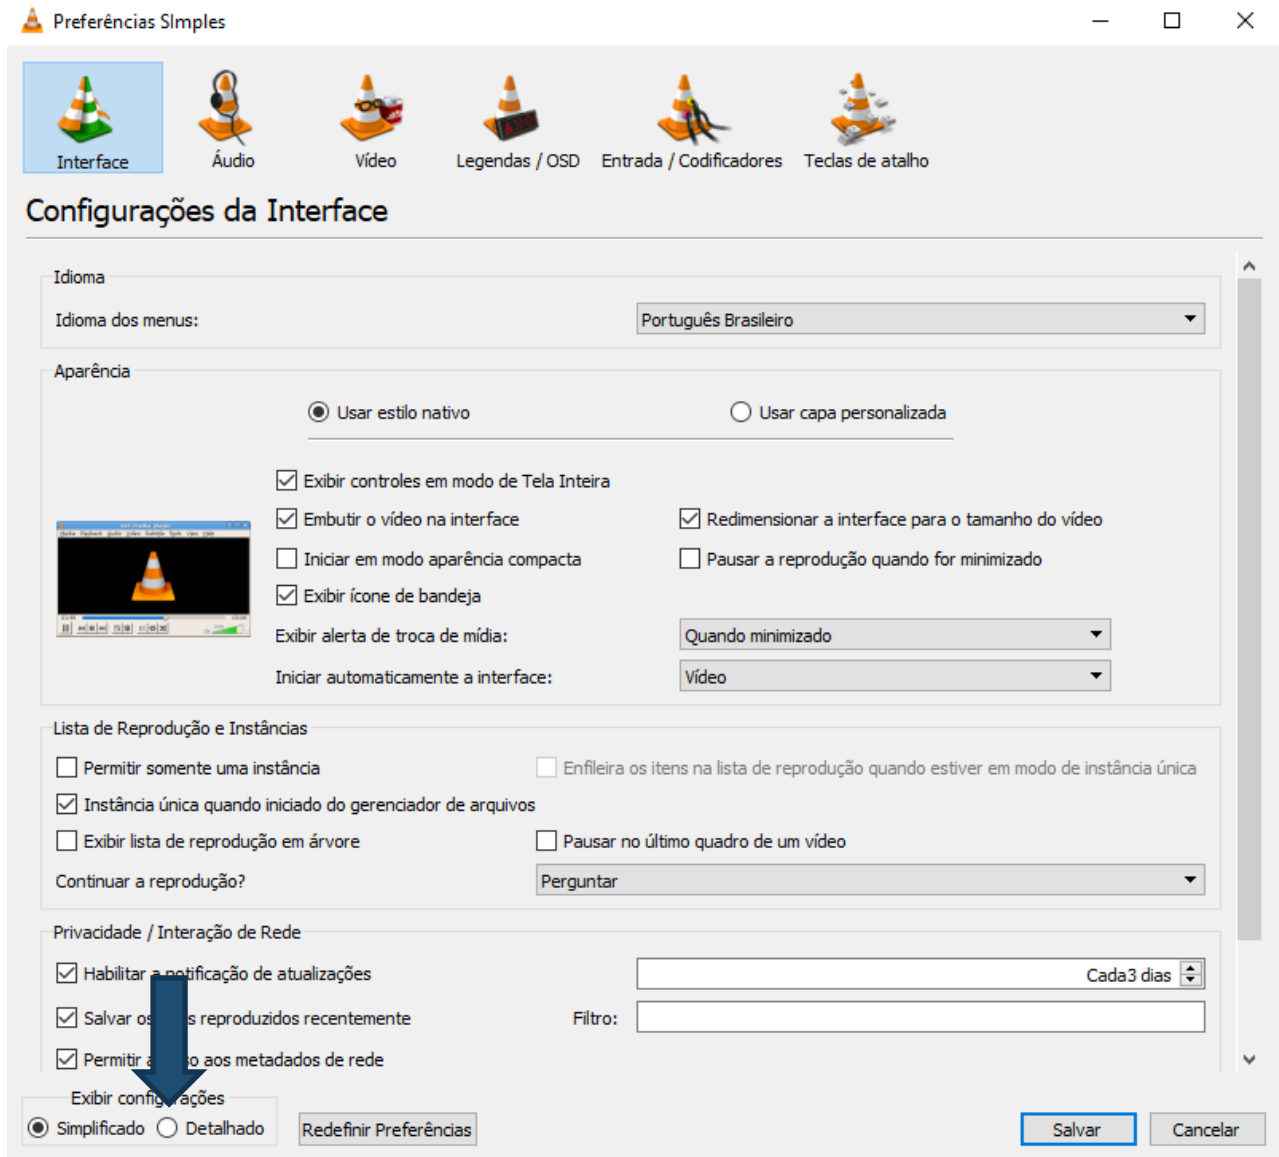 Preferências SImples
Interface
Áudio
Vídeo
Legendas / OSD
Entrada / Codificadores
Teclas de atalho
Configurações da Interface
Idioma
Idioma dos menus:
Português Brasileiro
Aparência
Usar estilo nativo
Usar capa personalizada
Exibir controles em modo de Tela Inteira
Embutir o vídeo na interface
Redimensionar a interface para o tamanho do vídeo
Iniciar em modo aparência compacta
Pausar a reprodução quando for minimizado
Exibir ícone de bandeja
Exibir alerta de troca de mídia:
Quando minimizado
Iniciar automaticamente a interface:
Vídeo
Lista de Reprodução e Instâncias
Permitir somente uma instância
Enfileira os itens na lista de reprodução quando estiver em modo de instância única
Instância única quando iniciado do gerenciador de arquivos
Exibir lista de reprodução em árvore
Pausar no último quadro de um vídeo
Continuar a reprodução?
Perguntar
Privacidade / Interação de Rede
Habilitar a notificação de atualizações
Cada3 dias
Salvar os reproduzidos recentemente
Filtro:
Permitir aos metadados de rede
Exibir configurações
Simplificado
Detalhado
Redefinir Preferências
Salvar
Cancelar